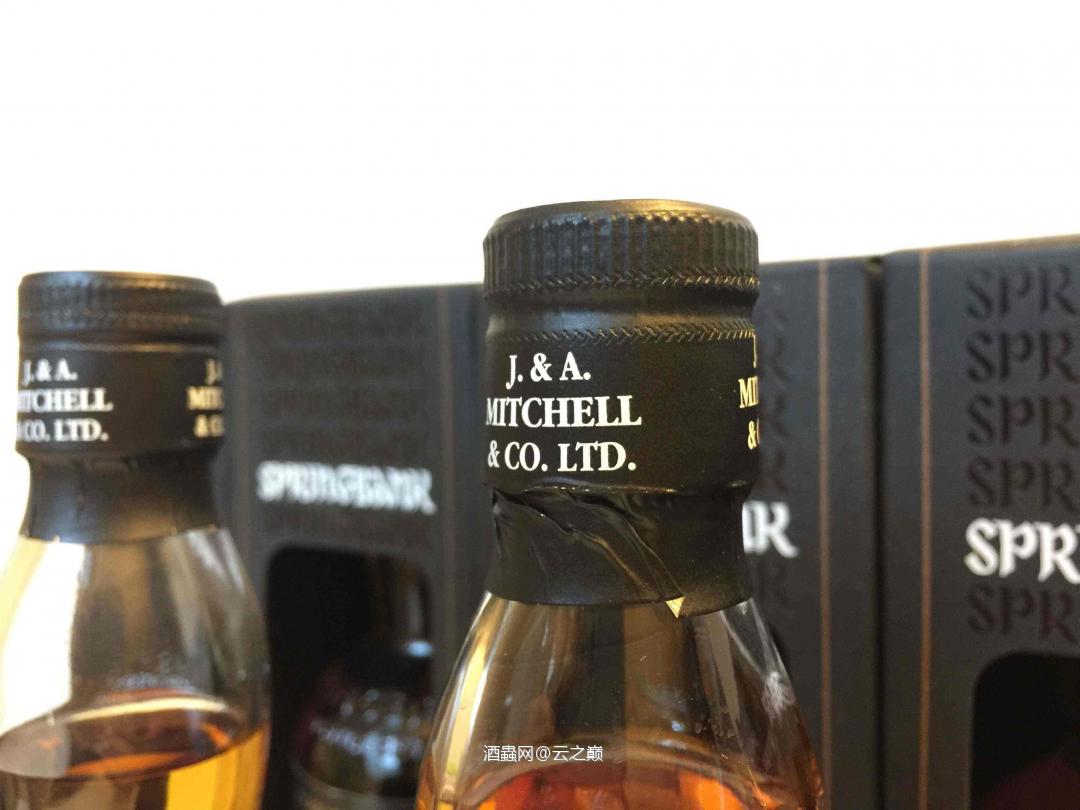 J. & A.
MITCHELL
& CO. LTD.
J. & A.
MITCHELL
& CO. LTD.
SPRINGBANK
SPR
SPR
SPR
SPR
SPR
SPR
酒蟲网@云之巅